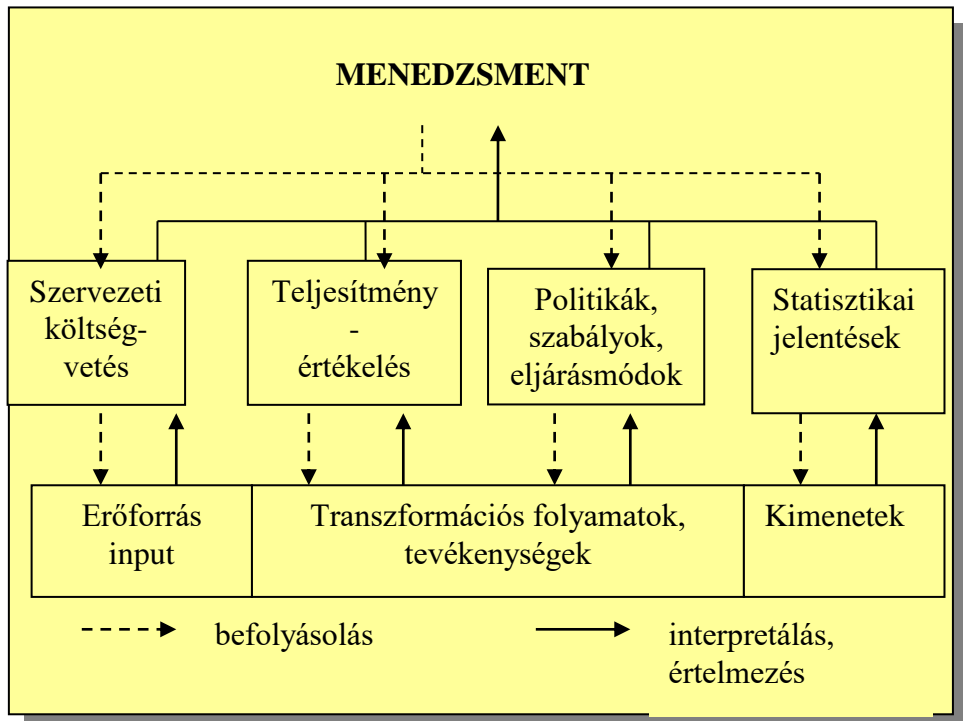 MENEDZSMENT
Szervezeti
költség-
vetés
Teljesítmény
-
értékelés
Politikák,
szabályok,
eljárásmódok
Statisztikai
jelentések
Erőforrás
input
Transzformációs folyamatok,
tevékenységek
Kimenetek
befolyásolás
interpretálás,
értelmezés